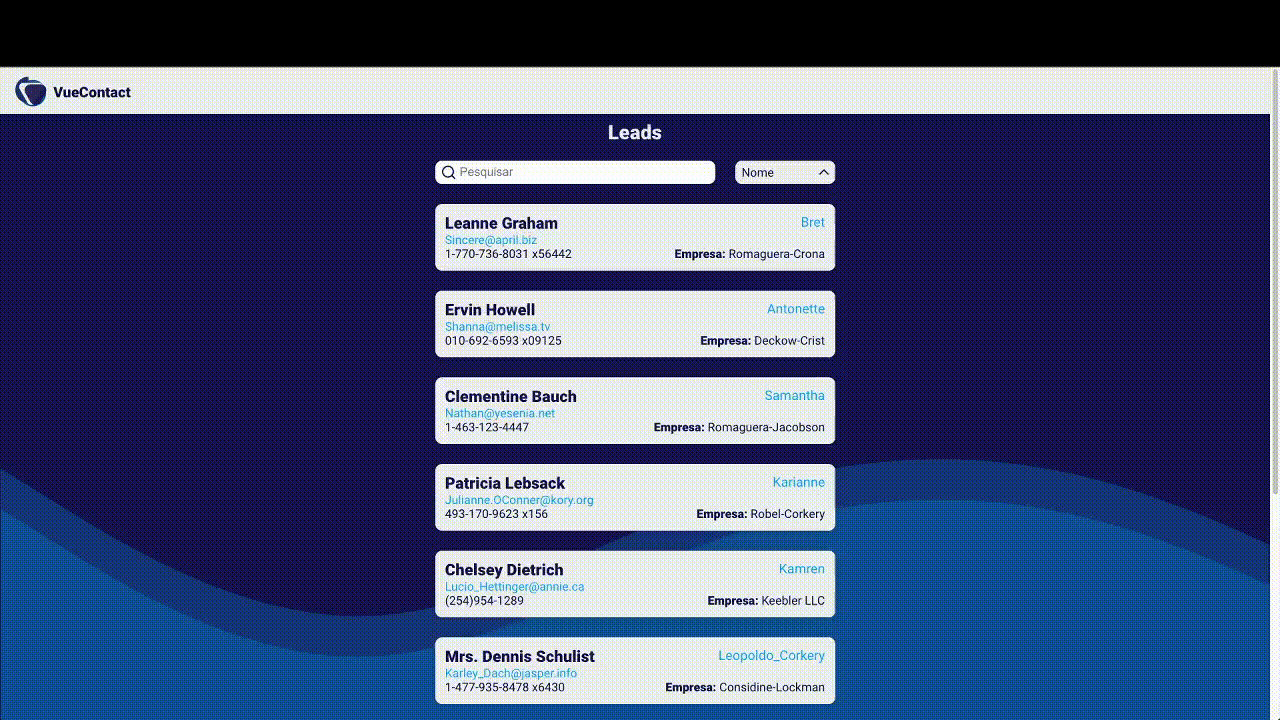 VueContact
Leads
Pesquisar
Nome
Leanne Graham
Bret
Sincere@april.biz
1-770-736-8031 x56442
Empresa: Romaguera-Crona
Ervin Howell
Antonette
Shanna@melissa.tv
010-692-6593 x09125
Empresa: Deckow-Crist
Clementine Bauch
Samantha
Nathan@yesenia.net
1-463-123-4447
Empresa: Romaguera-Jacobson
Patricia Lebsack
Karianne
Julianne.OConner@kory.org
493-170-9623 x156
Empresa: Robel-Corkery
Chelsey Dietrich
Kamren
Lucio_Hettinger@annie.ca
(254)954-1289
Empresa: Keebler LLC
Mrs. Dennis Schulist
Leopoldo_Corkery
Karley_Dach@jasper.info
1-477-935-8478 x6430
Empresa: Considine-Lockman